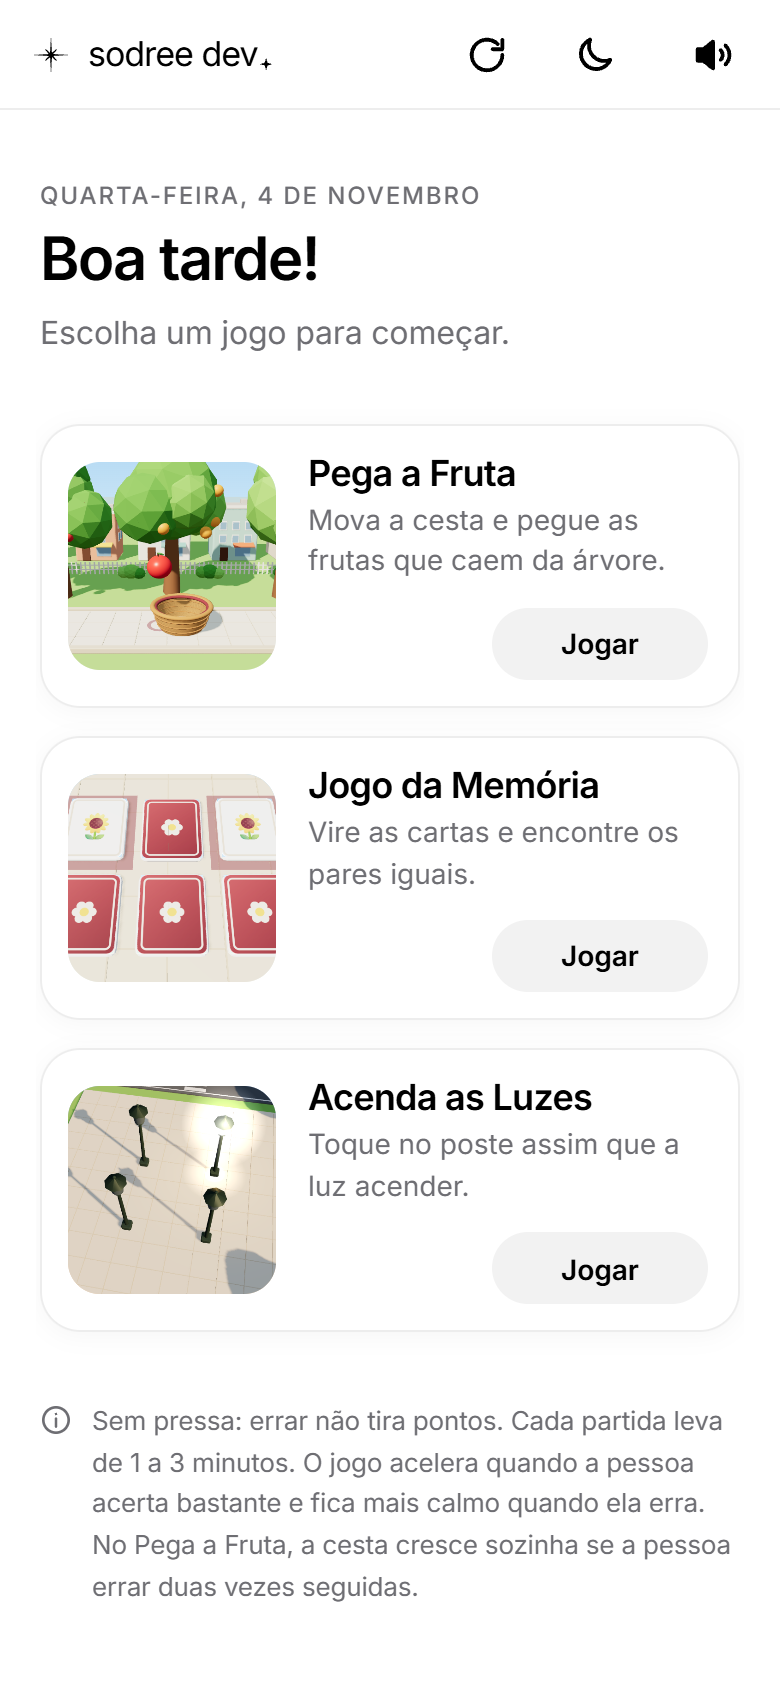 sodree dev
QUARTA-FEIRA, 4 DE NOVEMBRO
Boa tarde!
Escolha um jogo para começar.
Pega a Fruta
Mova a cesta e pegue as
frutas que caem da árvore.
Jogar
Jogo da Memória
Vire as cartas e encontre os
pares iguais.
Jogar
Acenda as Luzes
Toque no poste assim que a
luz acender.
Jogar
Sem pressa: errar não tira pontos. Cada partida leva
de 1 a 3 minutos. O jogo acelera quando a pessoa
acerta bastante e fica mais calmo quando ela erra.
No Pega a Fruta, a cesta cresce sozinha se a pessoa
errar duas vezes seguidas.